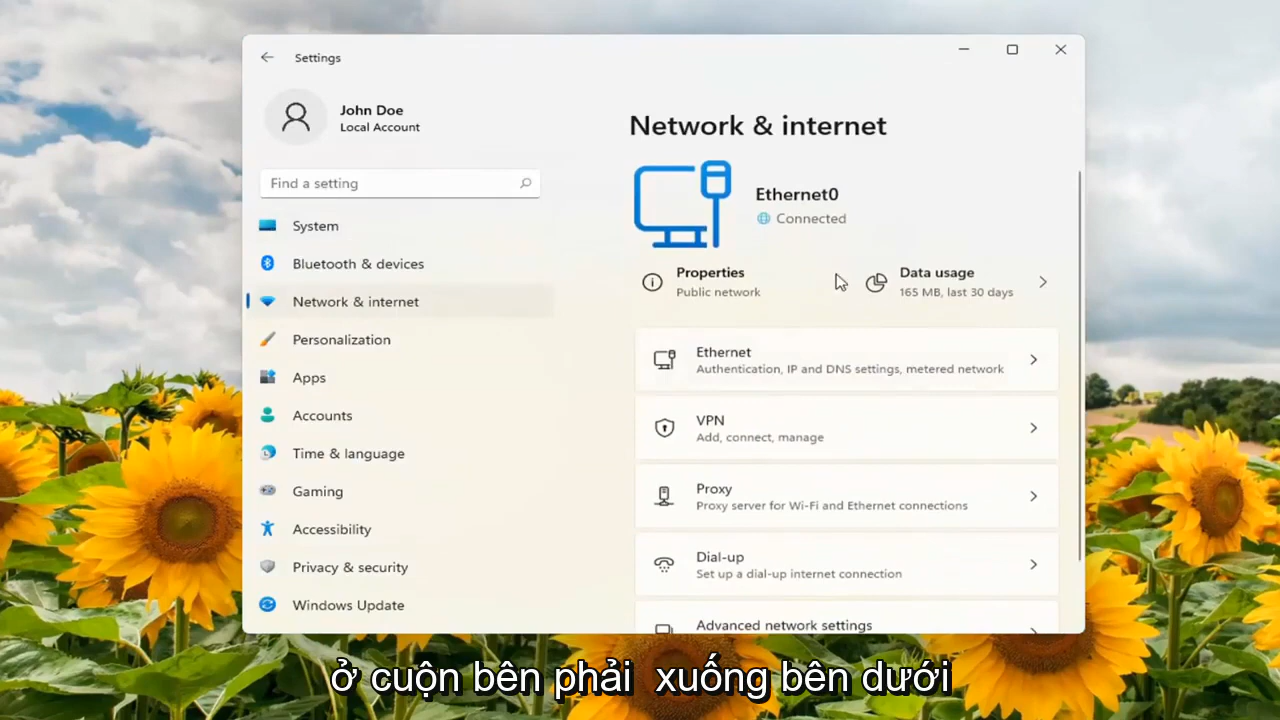 Settings
John Doe
Local Account
Find a setting
System
Bluetooth & devices
Network & internet
Personalization
Apps
Accounts
Time & language
Gaming
Accessibility
Privacy & security
Windows Update
Network & internet
Ethernet0
Connected
Properties
Public network
Data usage
165 MB, last 30 days
Ethernet
Authentication, IP and DNS settings, metered network
VPN
Add, connect, manage
Proxy
Proxy server for Wi-Fi and Ethernet connections
Dial-up
Set up a dial-up internet connection
Advanced network settings
ở cuộn bên phải xuống bên dưới